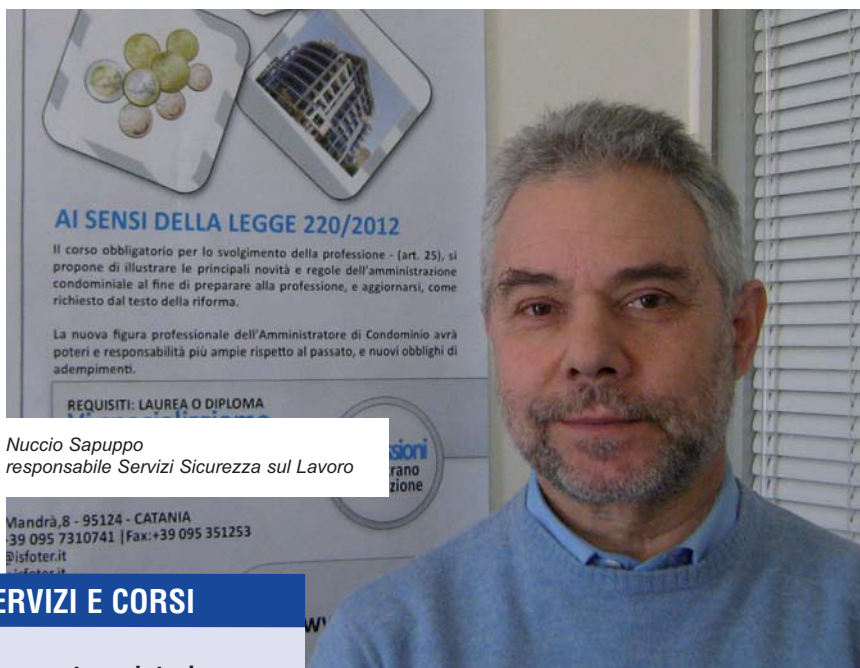 AI SENSI DELLA LEGGE 220/2012
Il corso obbligatorio per lo svolgimento della professione - (art. 25), si
propone di illustrare le principali novità e regole dell'amministrazione
condominiale al fine di preparare alla professione, e aggiornarsi, come
richiesto dal testo della riforma.
La nuova figura professionale dell'Amministratore di Condominio avrà
poteri e responsabilità più ampie rispetto al passato, e nuovi obblighi di
adempimenti.
REQUISITI: LAUREA O DIPLOMA
Nuccio Sapuppo
responsabile Servizi Sicurezza sul Lavoro
ssioni
trano
zione
Mandrà,8 - 95124 - CATANIA
39 095 7310741 |Fax:+39 095 351253
@isfoter.it
ERVIZI E CORSI